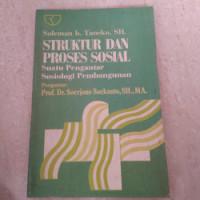 Soleman b. Taneko, SH.
STRUKTUR DAN
PROSES SOSIAL
Suatu Pengantar
Sosiologi Pembangunan
Pengantar:
Prof. Dr. Soerjono Soekanto, SH., MA.